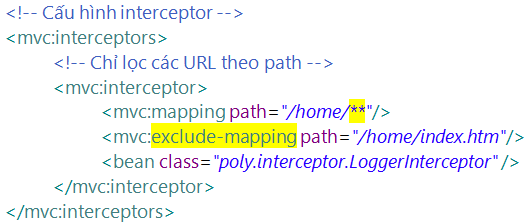 <!-- Cấu hình interceptor -->
<mvc:interceptors>
<!-- Chỉ lọc các URL theo path -->
<mvc:interceptor>
<mvc:mapping path="/home/**"/>
<mvc:exclude-mapping path="/home/index.htm"/>
<bean class="poly.interceptor.LoggerInterceptor"/>
</mvc:interceptor>
</mvc:interceptors>